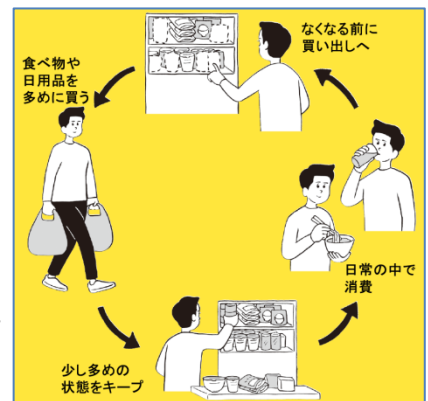 なくなる前に
買い出しへ
食べ物や
日用品を
多めに買う
日常の中で
消費
少し多めの
状態をキープ